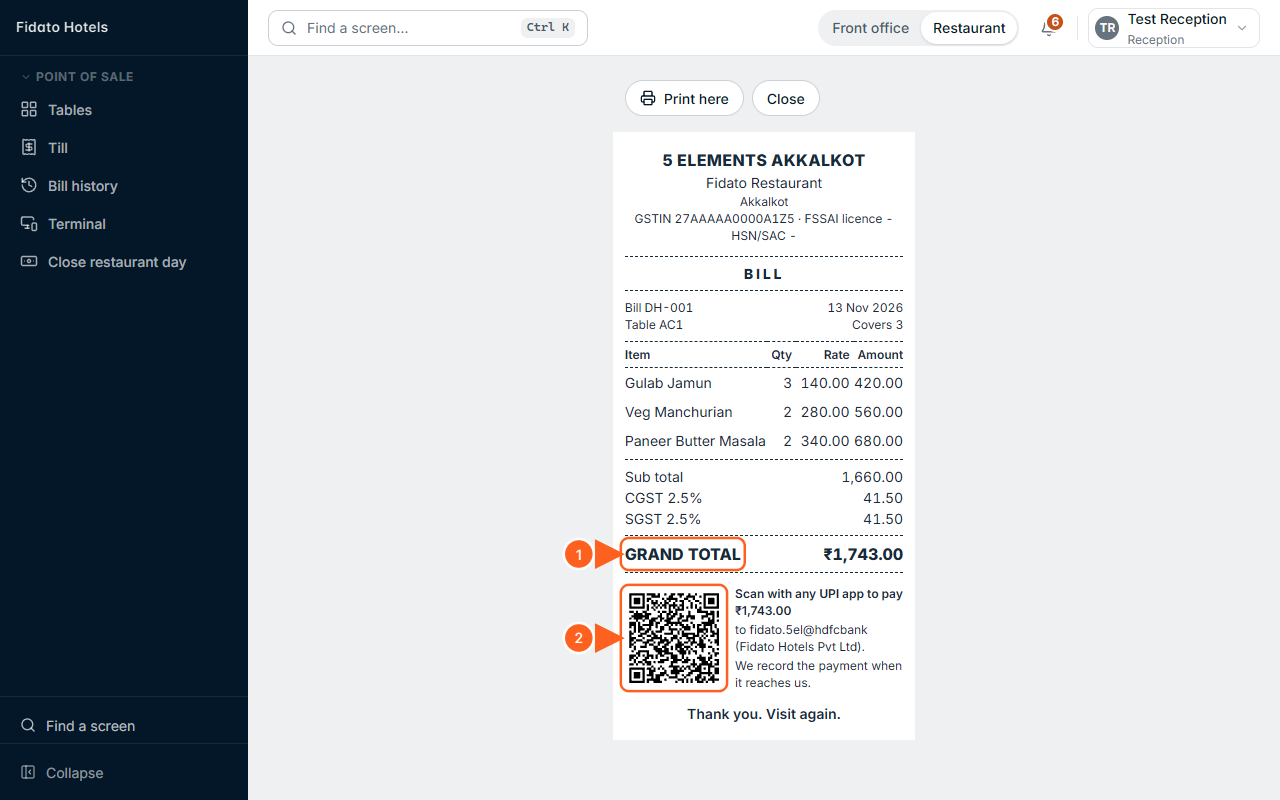 Fidato Hotels
Find a screen...
Ctrl K
Front office
Restaurant
6
TR
Test Reception
Reception
POINT OF SALE
Tables
Till
Bill history
Terminal
Close restaurant day
Find a screen
Collapse
Print here
Close
5 ELEMENTS AKKALKOT
Fidato Restaurant
Akkalkot
GSTIN 27AAAAA0000A1Z5 · FSSAI licence -
HSN/SAC -
BILL
Bill DH-001 13 Nov 2026
Table AC1 Covers 3
Item Qty Rate Amount
Gulab Jamun 3 140.00 420.00
Veg Manchurian 2 280.00 560.00
Paneer Butter Masala 2 340.00 680.00
Sub total 1,660.00
CGST 2.5% 41.50
SGST 2.5% 41.50
1
GRAND TOTAL ₹1,743.00
2
Scan with any UPI app to pay
₹1,743.00
to fidato.5el@hdfcbank
(Fidato Hotels Pvt Ltd).
We record the payment when
it reaches us.
Thank you. Visit again.